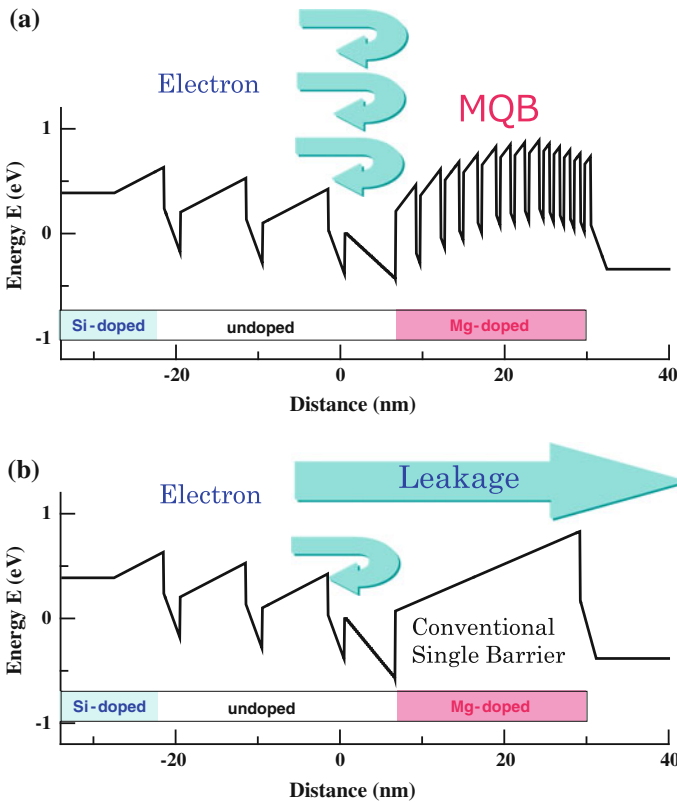 (a)
Electron
MQB
Energy E (eV)
1
0
-1
Si-doped
undoped
Mg-doped
-20
0
20
40
Distance (nm)
(b)
Electron
Leakage
Energy E (eV)
1
0
-1
Conventional
Single Barrier
Si-doped
undoped
Mg-doped
-20
0
20
40
Distance (nm)